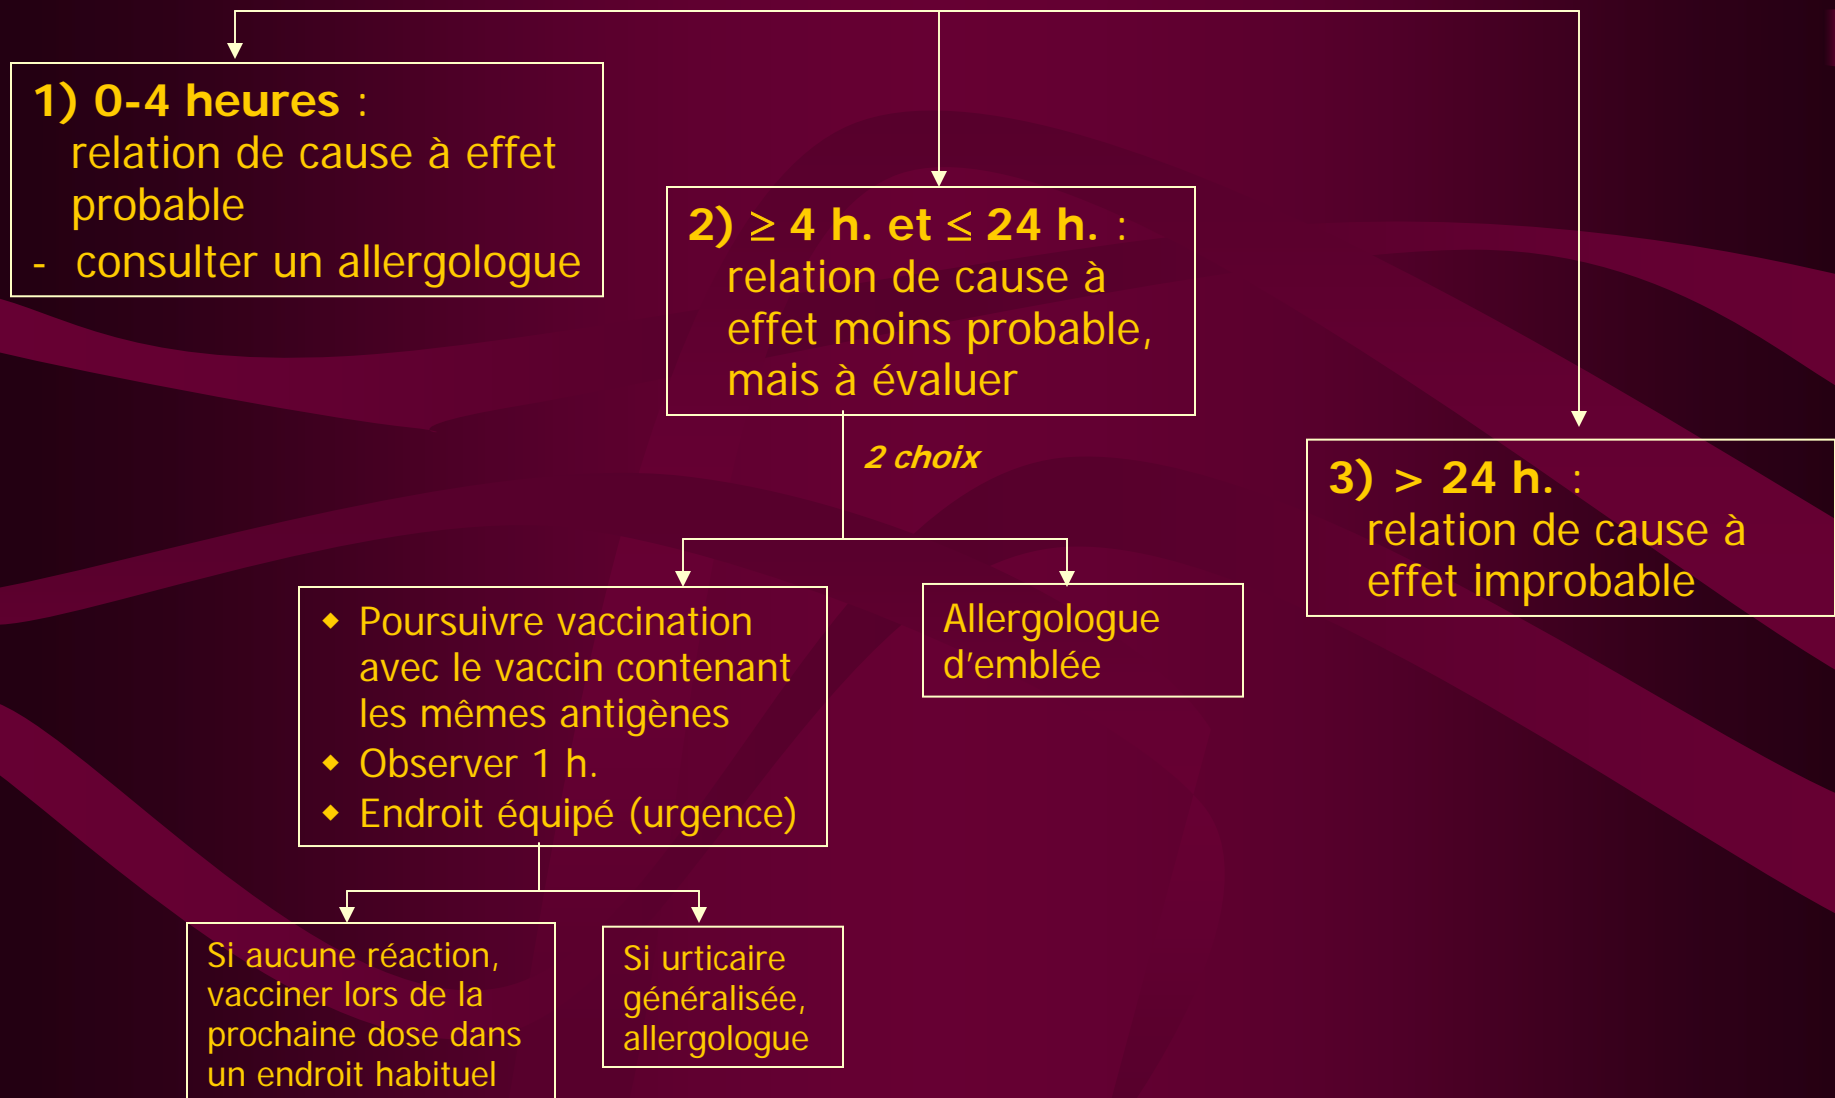 1) 0-4 heures :
relation de cause à effet
probable
- consulter un allergologue
2) ≥ 4 h. et ≤ 24 h. :
relation de cause à
effet moins probable,
mais à évaluer
2 choix
3) > 24 h. :
relation de cause à
effet improbable
◆ Poursuivre vaccination
avec le vaccin contenant
les mêmes antigènes
◆ Observer 1 h.
◆ Endroit équipé (urgence)
Allergologue
d'emblée
Si aucune réaction,
vacciner lors de la
prochaine dose dans
un endroit habituel
Si urticaire
généralisée,
allergologue